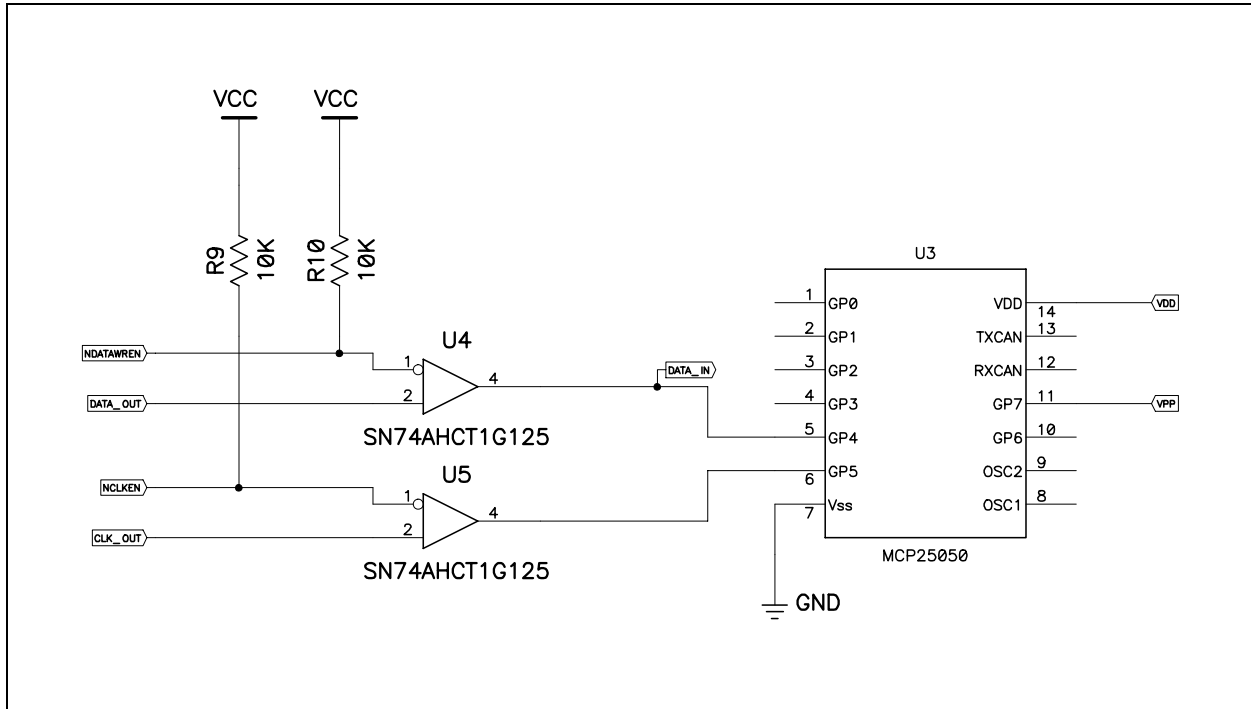 VCC
VCC
R9
10K
R10
10K
NDATAWREN
DATA_OUT
NCLKEN
CLK_OUT
U4
1
2
4
SN74AHCT1G125
DATA_IN
U5
1
2
4
SN74AHCT1G125
U3
1 GP0
2 GP1
3 GP2
4 GP3
5 GP4
6 GP5
7 Vss
VDD 14
TXCAN 13
RXCAN 12
GP7 11
GP6 10
OSC2 9
OSC1 8
MCP25050
VDD
VPP
GND